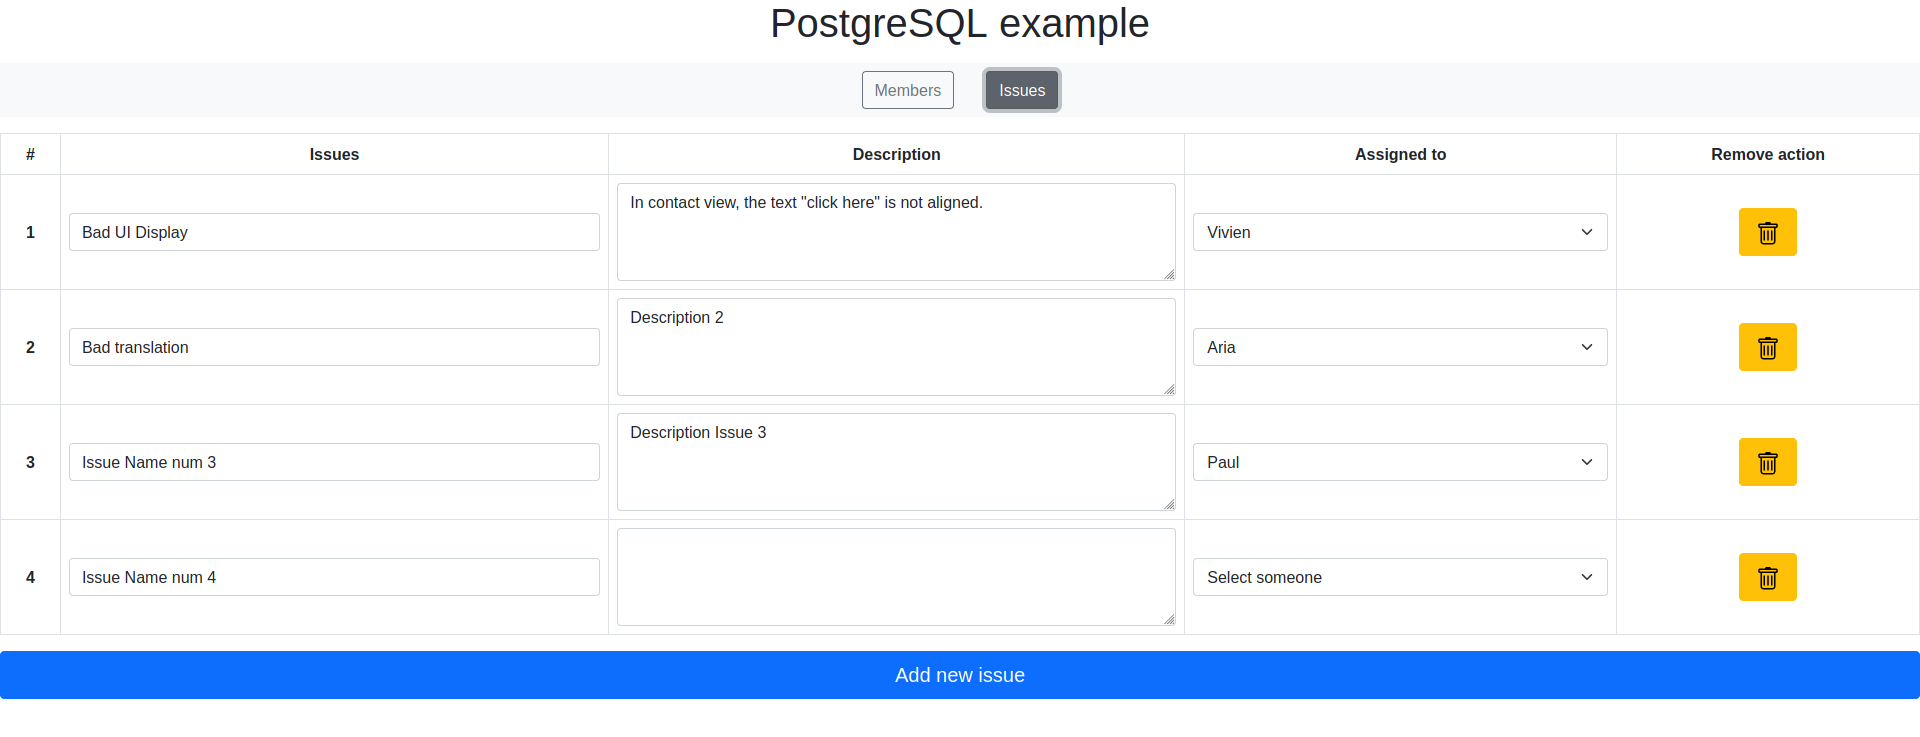 PostgreSQL example
Members Issues
# Issues Description Assigned to Remove action
1 Bad UI Display In contact view, the text "click here" is not aligned. Vivien
2 Bad translation Description 2 Aria
3 Issue Name num 3 Description Issue 3 Paul
4 Issue Name num 4 Select someone
Add new issue